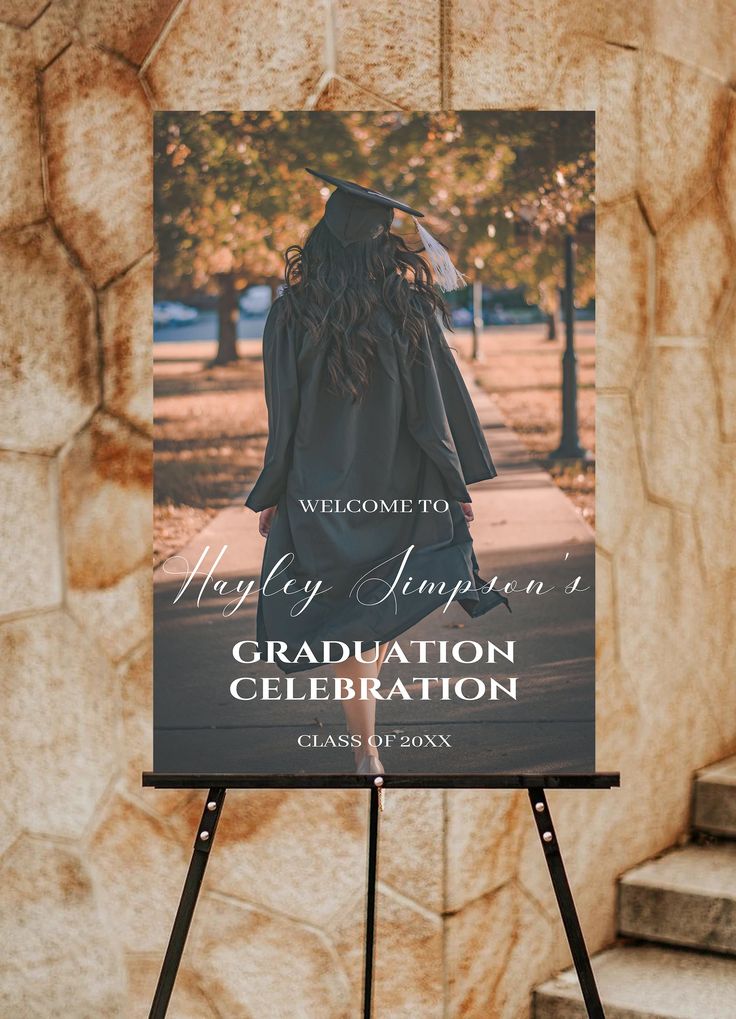 WELCOME TO
Hayley Simpson's
GRADUATION
CELEBRATION
CLASS OF 20XX